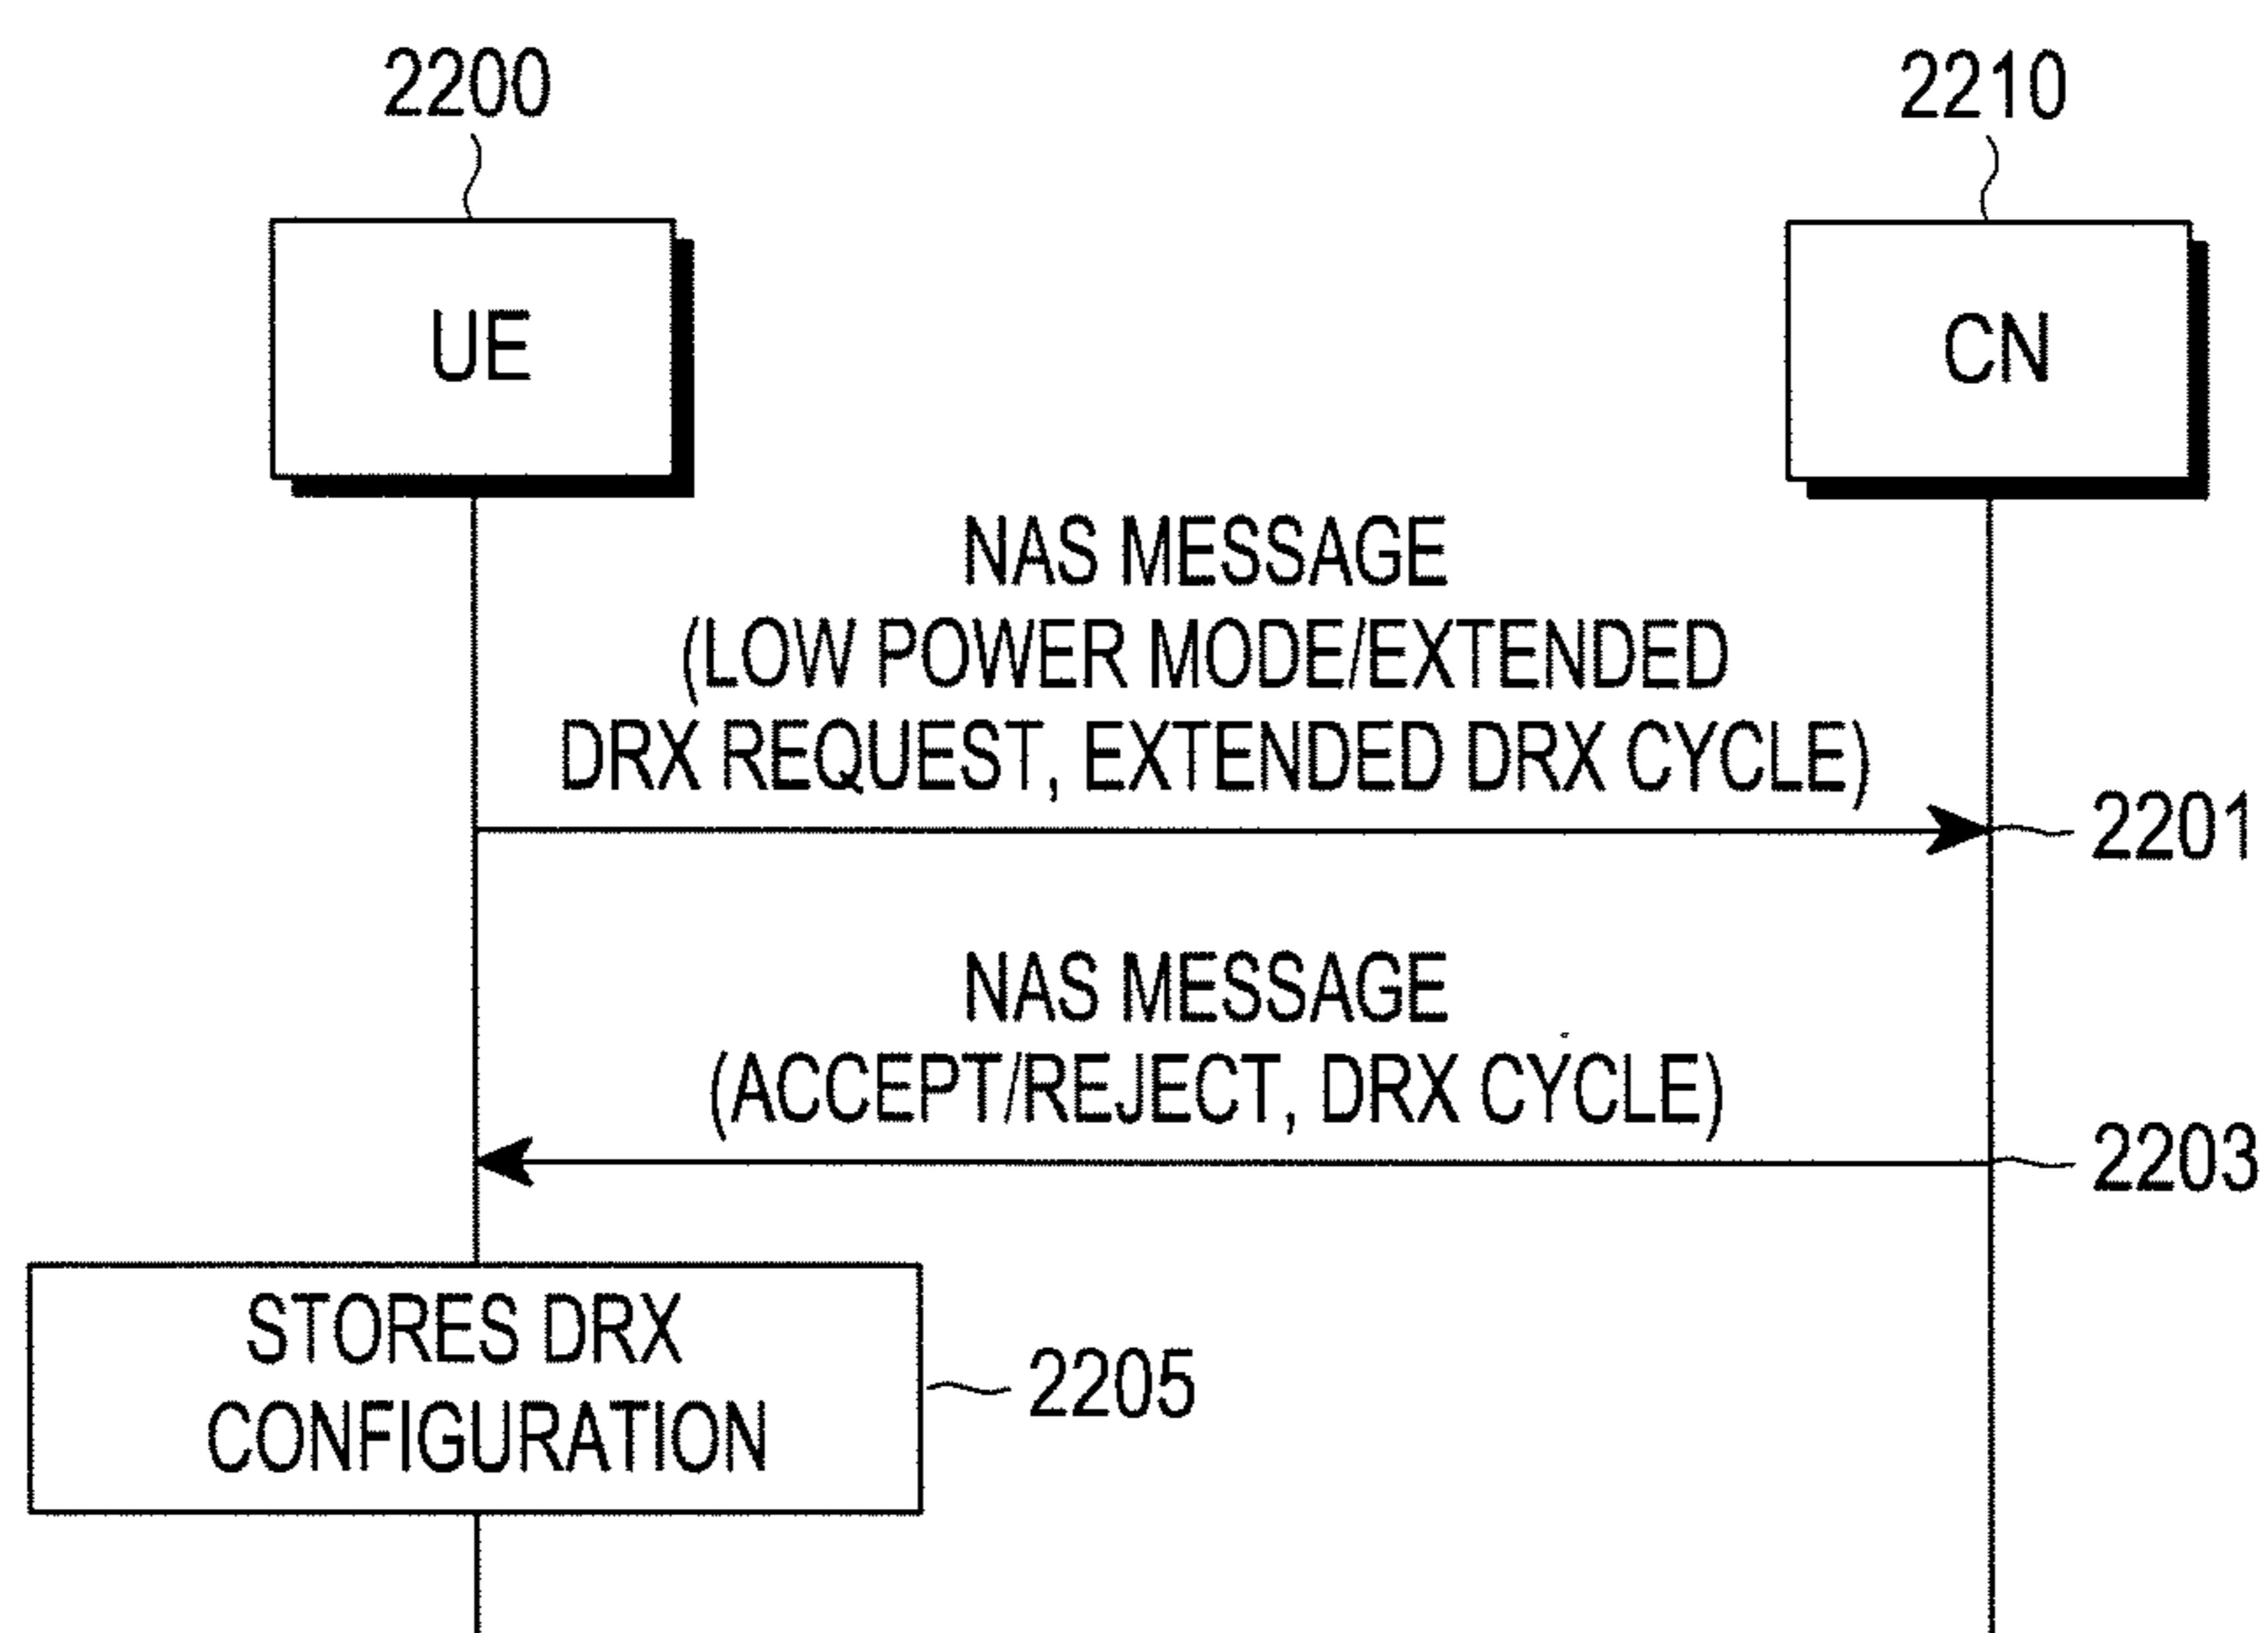 2200
2210
UE
CN
NAS MESSAGE
(LOW POWER MODE/EXTENDED
DRX REQUEST, EXTENDED DRX CYCLE)
2201
NAS MESSAGE
(ACCEPT/REJECT, DRX CYCLE)
2203
STORES DRX
CONFIGURATION
2205